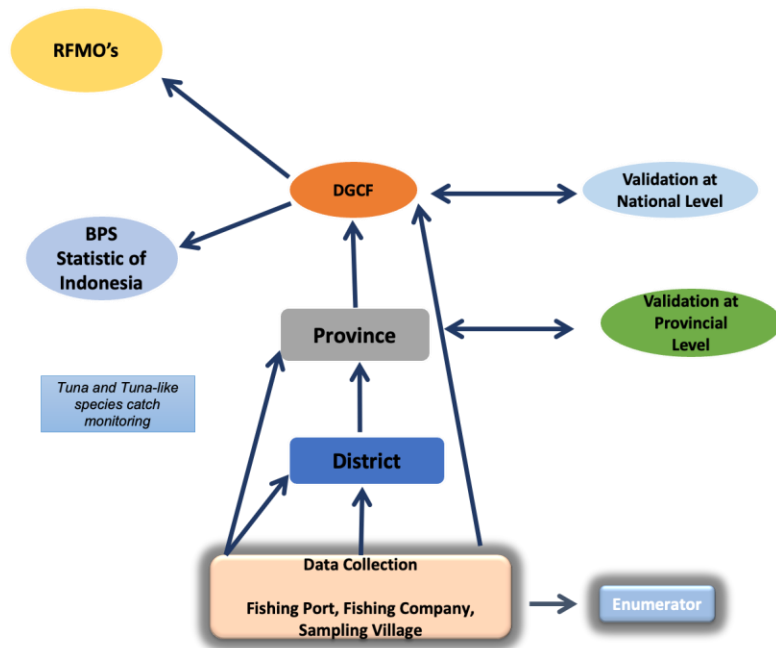 RFMO's
DGCF
Validation at
National Level
BPS
Statistic of
Indonesia
Validation at
Provincial
Level
Province
Tuna and Tuna-like
species catch
monitoring
District
Data Collection
Fishing Port, Fishing Company,
Sampling Village
Enumerator